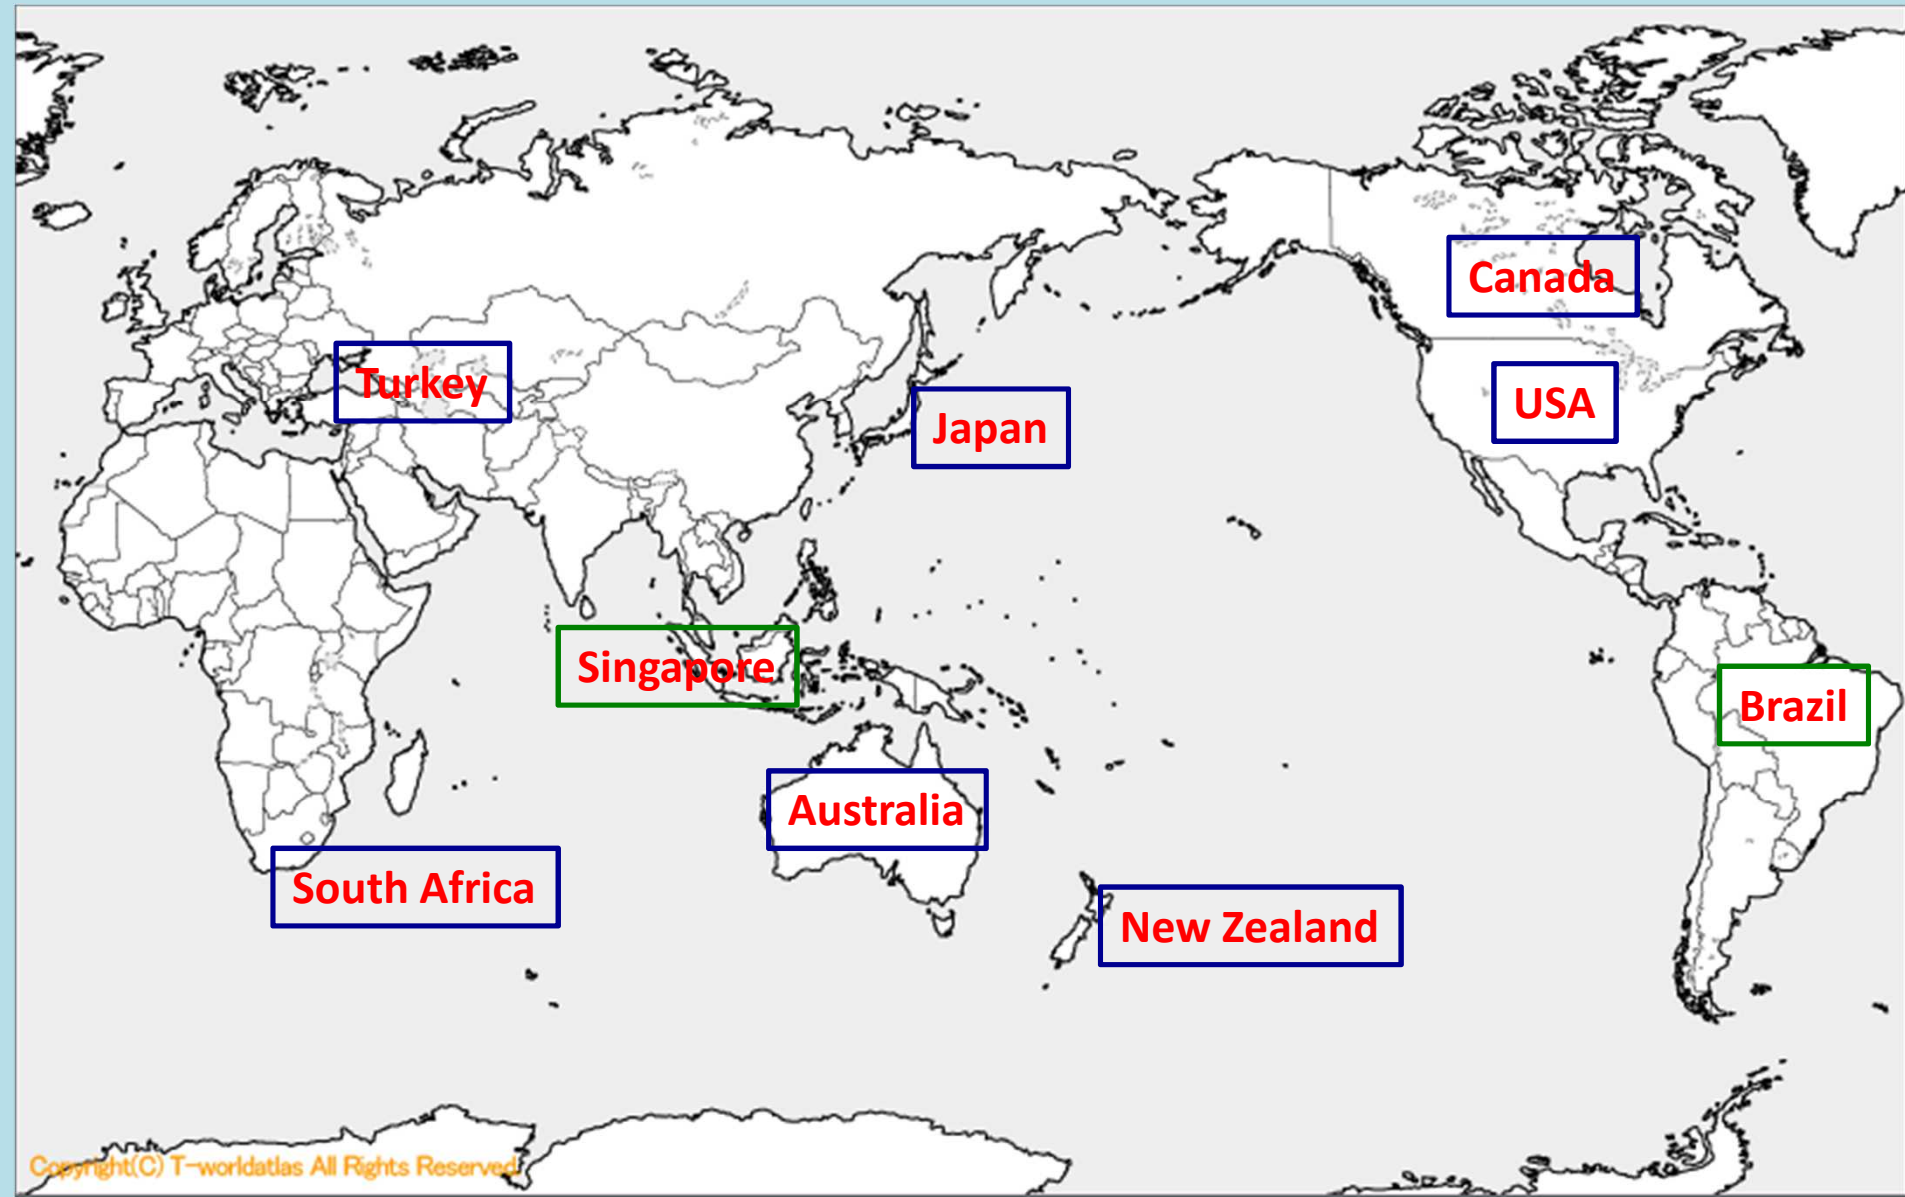 Canada
Turkey
USA
Japan
Singapore
Brazil
Australia
South Africa
New Zealand
Copyright(C) T-worldatlas All Rights Reserved